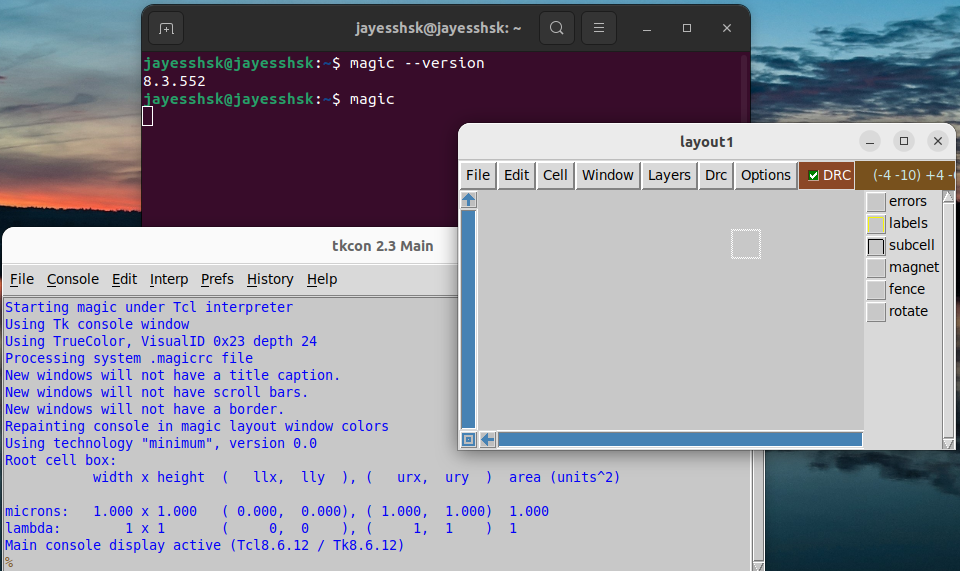 jayesshsk@jayesshsk: ~
jayesshsk@jayesshsk:~$ magic --version
8.3.552
jayesshsk@jayesshsk:~$ magic
layout1
File Edit Cell Window Layers Drc Options DRC (-4 -10) +4 -
errors
labels
subcell
magnet
fence
rotate
tkcon 2.3 Main
File Console Edit Interp Prefs History Help
Starting magic under Tcl interpreter
Using Tk console window
Using TrueColor, VisualID 0x23 depth 24
Processing system .magicrc file
New windows will not have a title caption.
New windows will not have scroll bars.
New windows will not have a border.
Repainting console in magic layout window colors
Using technology "minimum", version 0.0
Root cell box:
width x height ( llx, lly ), ( urx, ury ) area (units^2)
microns: 1.000 x 1.000 ( 0.000, 0.000), ( 1.000, 1.000) 1.000
lambda: 1 x 1 ( 0, 0 ), ( 1, 1 ) 1
Main console display active (Tcl8.6.12 / Tk8.6.12)
%